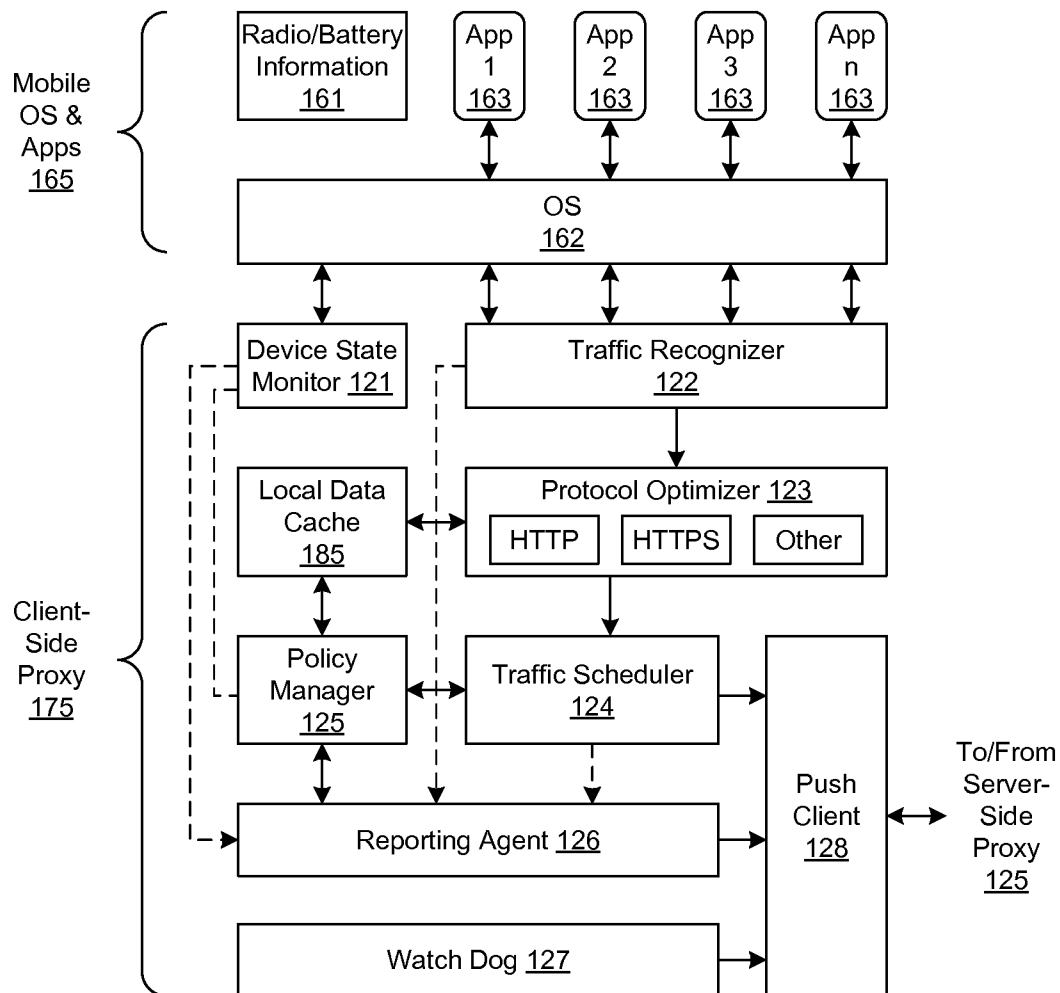 Mobile
OS &
Apps
165
Radio/Battery
Information
161
App
1
163
App
2
163
App
3
163
App
n
163
OS
162
Client-
Side
Proxy
175
Device State
Monitor 121
Traffic Recognizer
122
Local Data
Cache
185
Protocol Optimizer 123
HTTP
HTTPS
Other
Policy
Manager
125
Traffic Scheduler
124
Reporting Agent 126
Watch Dog 127
Push
Client
128
To/From
Server-
Side
Proxy
125